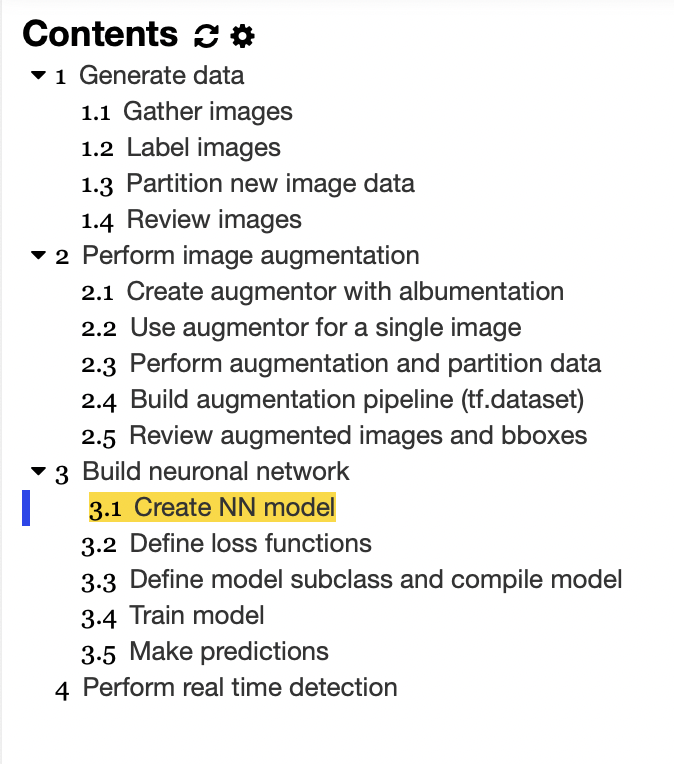 Contents
1 Generate data
1.1 Gather images
1.2 Label images
1.3 Partition new image data
1.4 Review images
2 Perform image augmentation
2.1 Create augmentor with albumentation
2.2 Use augmentor for a single image
2.3 Perform augmentation and partition data
2.4 Build augmentation pipeline (tf.dataset)
2.5 Review augmented images and bboxes
3 Build neuronal network
3.1 Create NN model
3.2 Define loss functions
3.3 Define model subclass and compile model
3.4 Train model
3.5 Make predictions
4 Perform real time detection